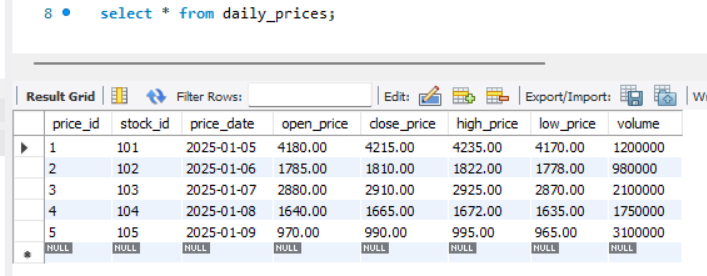 8 select * from daily_prices;
Result Grid Filter Rows: Edit: Export/Import: Wr
price_id stock_id price_date open_price close_price high_price low_price volume
1 101 2025-01-05 4180.00 4215.00 4235.00 4170.00 1200000
2 102 2025-01-06 1785.00 1810.00 1822.00 1778.00 980000
3 103 2025-01-07 2880.00 2910.00 2925.00 2870.00 2100000
4 104 2025-01-08 1640.00 1665.00 1672.00 1635.00 1750000
5 105 2025-01-09 970.00 990.00 995.00 965.00 3100000
NULL NULL NULL NULL NULL NULL NULL NULL